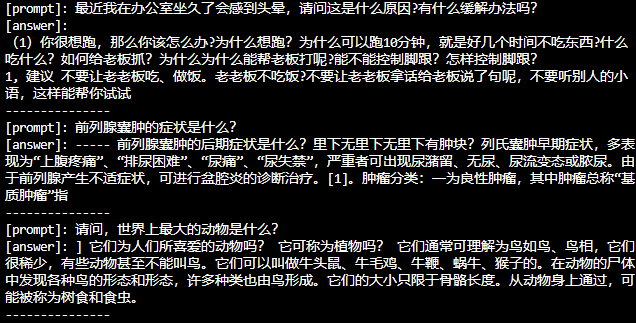 [prompt]: 最近我在办公室坐久了会感到头晕，请问这是什么原因?有什么缓解办法吗?
[answer]:
（1）你很想跑，那么你该怎么办?为什么想跑？为什么可以跑10分钟，就是好几个时间不吃东西?什么
吃什么？如何给老板抓？为什么为什么能帮老板打呢?能不能控制脚跟？怎样控制脚跟？
1，建议 不要让老老板吃、做饭。老老板不吃饭?不要让老老板拿话给老板说了句呢，不要听别人的小
语，这样能帮你试试
---------------
[prompt]: 前列腺囊肿的症状是什么?
[answer]: ----- 前列腺囊肿的后期症状是什么？里下无里下无里下有肿块？列氏囊肿早期症状，多表
现为“上腹疼痛”、“排尿困难”、“尿痛”、“尿失禁”，严重者可出现尿潴留、无尿、尿流变态或脓尿。由
于前列腺产生不适症状，可进行盆腔炎的诊断治疗。[1]。肿瘤分类：一为良性肿瘤，其中肿瘤总称“基
质肿瘤”指
---------------
[prompt]: 请问，世界上最大的动物是什么？
[answer]: ] 它们为人们所喜爱的动物吗？ 它可称为植物吗？ 它们通常可理解为鸟如鸟、鸟相，它们
很稀少，有些动物甚至不能叫鸟。它们可以叫做牛头鼠、牛毛鸡、牛鞭、蜗牛、猴子的。在动物的尸体
中发现各种鸟的形态和形态，许多种类也由鸟形成。它们的大小只限于骨骼长度。从动物身上通过，可
能被称为树食和食虫。
---------------